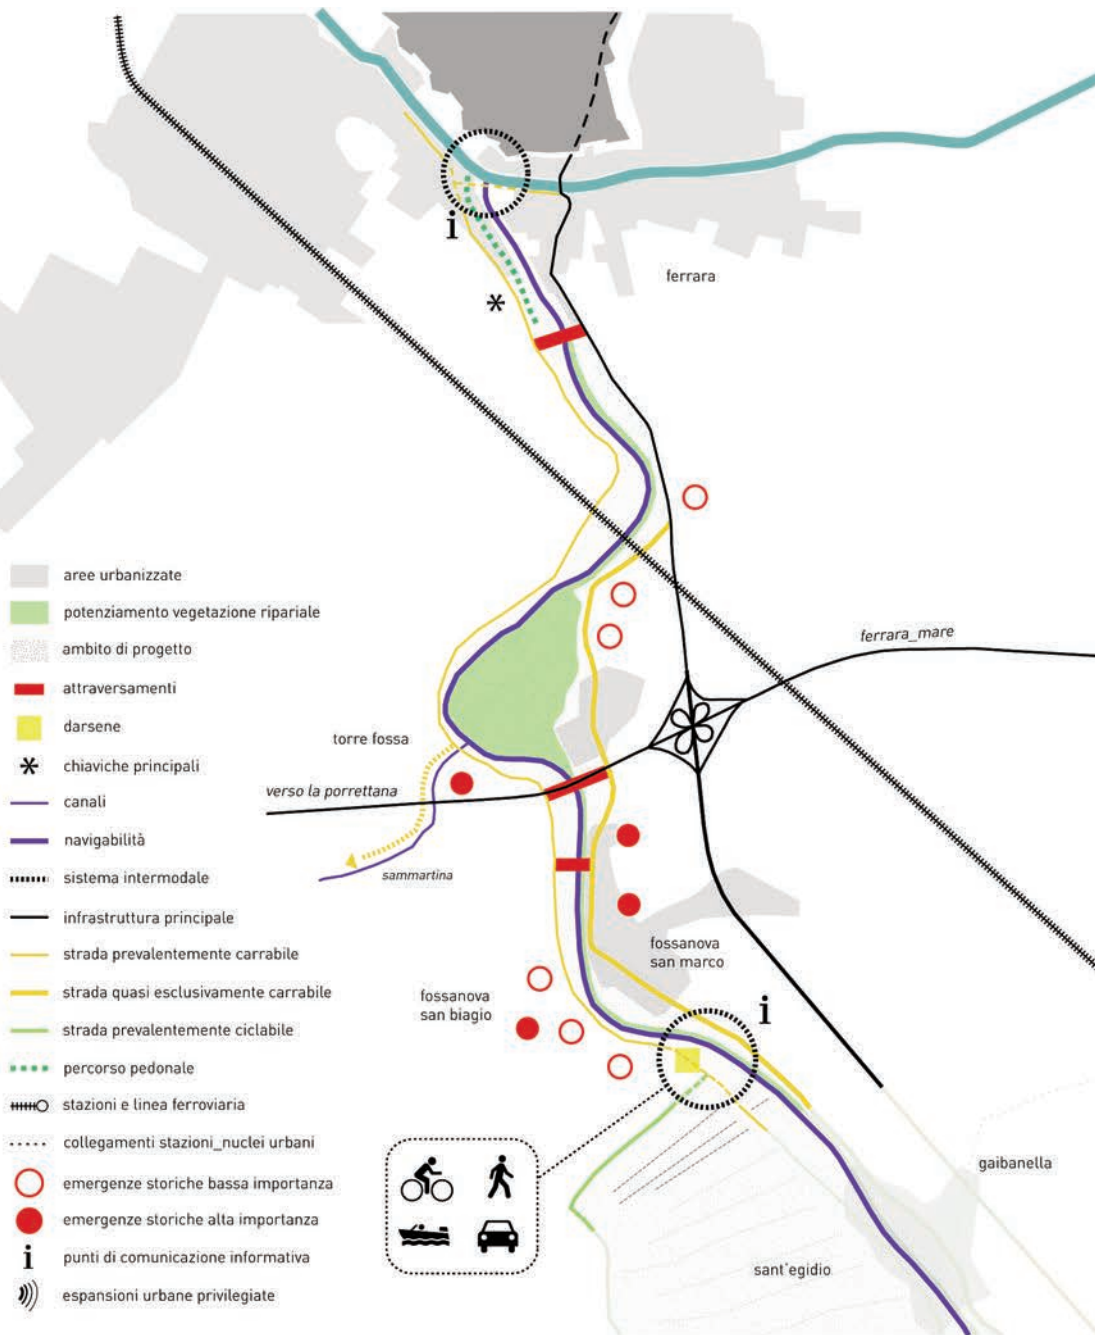 i
ferrara
ferrara_mare
torre fossa
verso la porrettana
sammartina
fossanova
san marco
fossanova
san biagio
i
gaibanella
sant'egidio
aree urbanizzate
potenziamento vegetazione ripariale
ambito di progetto
attraversamenti
darsene
* chiaviche principali
canali
navigabilità
sistema intermodale
infrastruttura principale
strada prevalentemente carrabile
strada quasi esclusivamente carrabile
strada prevalentemente ciclabile
percorso pedonale
stazioni e linea ferroviaria
collegamenti stazioni_nuclei urbani
emergenze storiche bassa importanza
emergenze storiche alta importanza
i punti di comunicazione informativa
espansioni urbane privilegiate